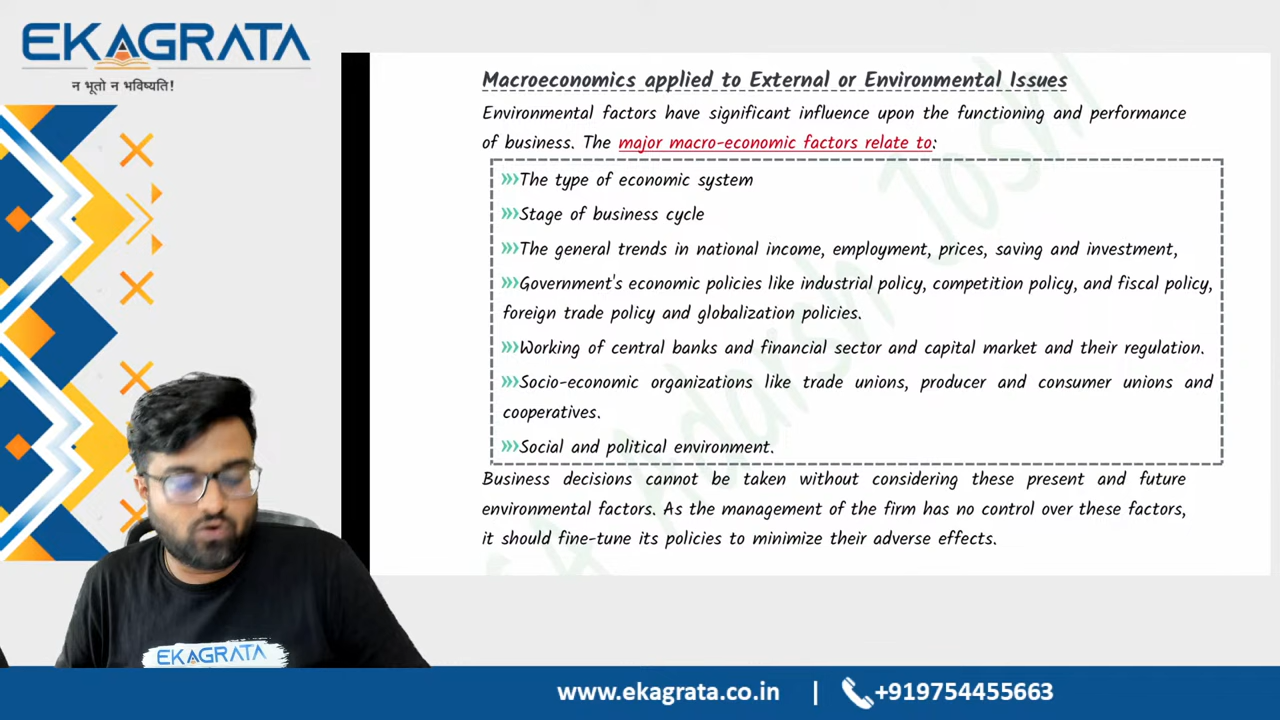 EKAGRATA
न भूतो न भविष्यति!
Macroeconomics applied to External or Environmental Issues
Environmental factors have significant influence upon the functioning and performance
of business. The major macro-economic factors relate to:
»»The type of economic system
»»Stage of business cycle
»»The general trends in national income, employment, prices, saving and investment,
»»Government's economic policies like industrial policy, competition policy, and fiscal policy,
foreign trade policy and globalization policies.
»»Working of central banks and financial sector and capital market and their regulation.
»»Socio-economic organizations like trade unions, producer and consumer unions and
cooperatives.
»»Social and political environment.
Business decisions cannot be taken without considering these present and future
environmental factors. As the management of the firm has no control over these factors,
it should fine-tune its policies to minimize their adverse effects.
CA Adarsh Joshi
EKAGRATA
www.ekagrata.co.in | +919754455663